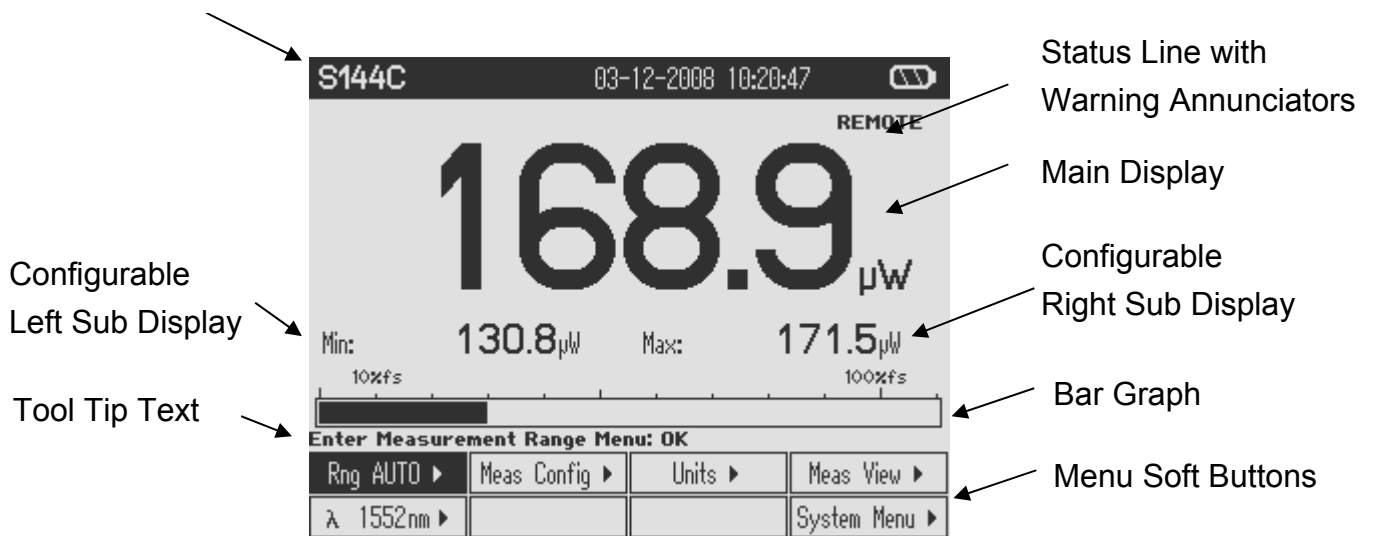 Status Line with
Warning Annunciators
S144C 03-12-2008 10:20:47
REMOTE
168.9 µW
Main Display
Configurable
Left Sub Display
Configurable
Right Sub Display
Min: 130.8µW Max: 171.5µW
10%fs 100%fs
Bar Graph
Tool Tip Text
Enter Measurement Range Menu: OK
Rng AUTO ▶ Meas Config ▶ Units ▶ Meas View ▶
λ 1552nm ▶ System Menu ▶
Menu Soft Buttons